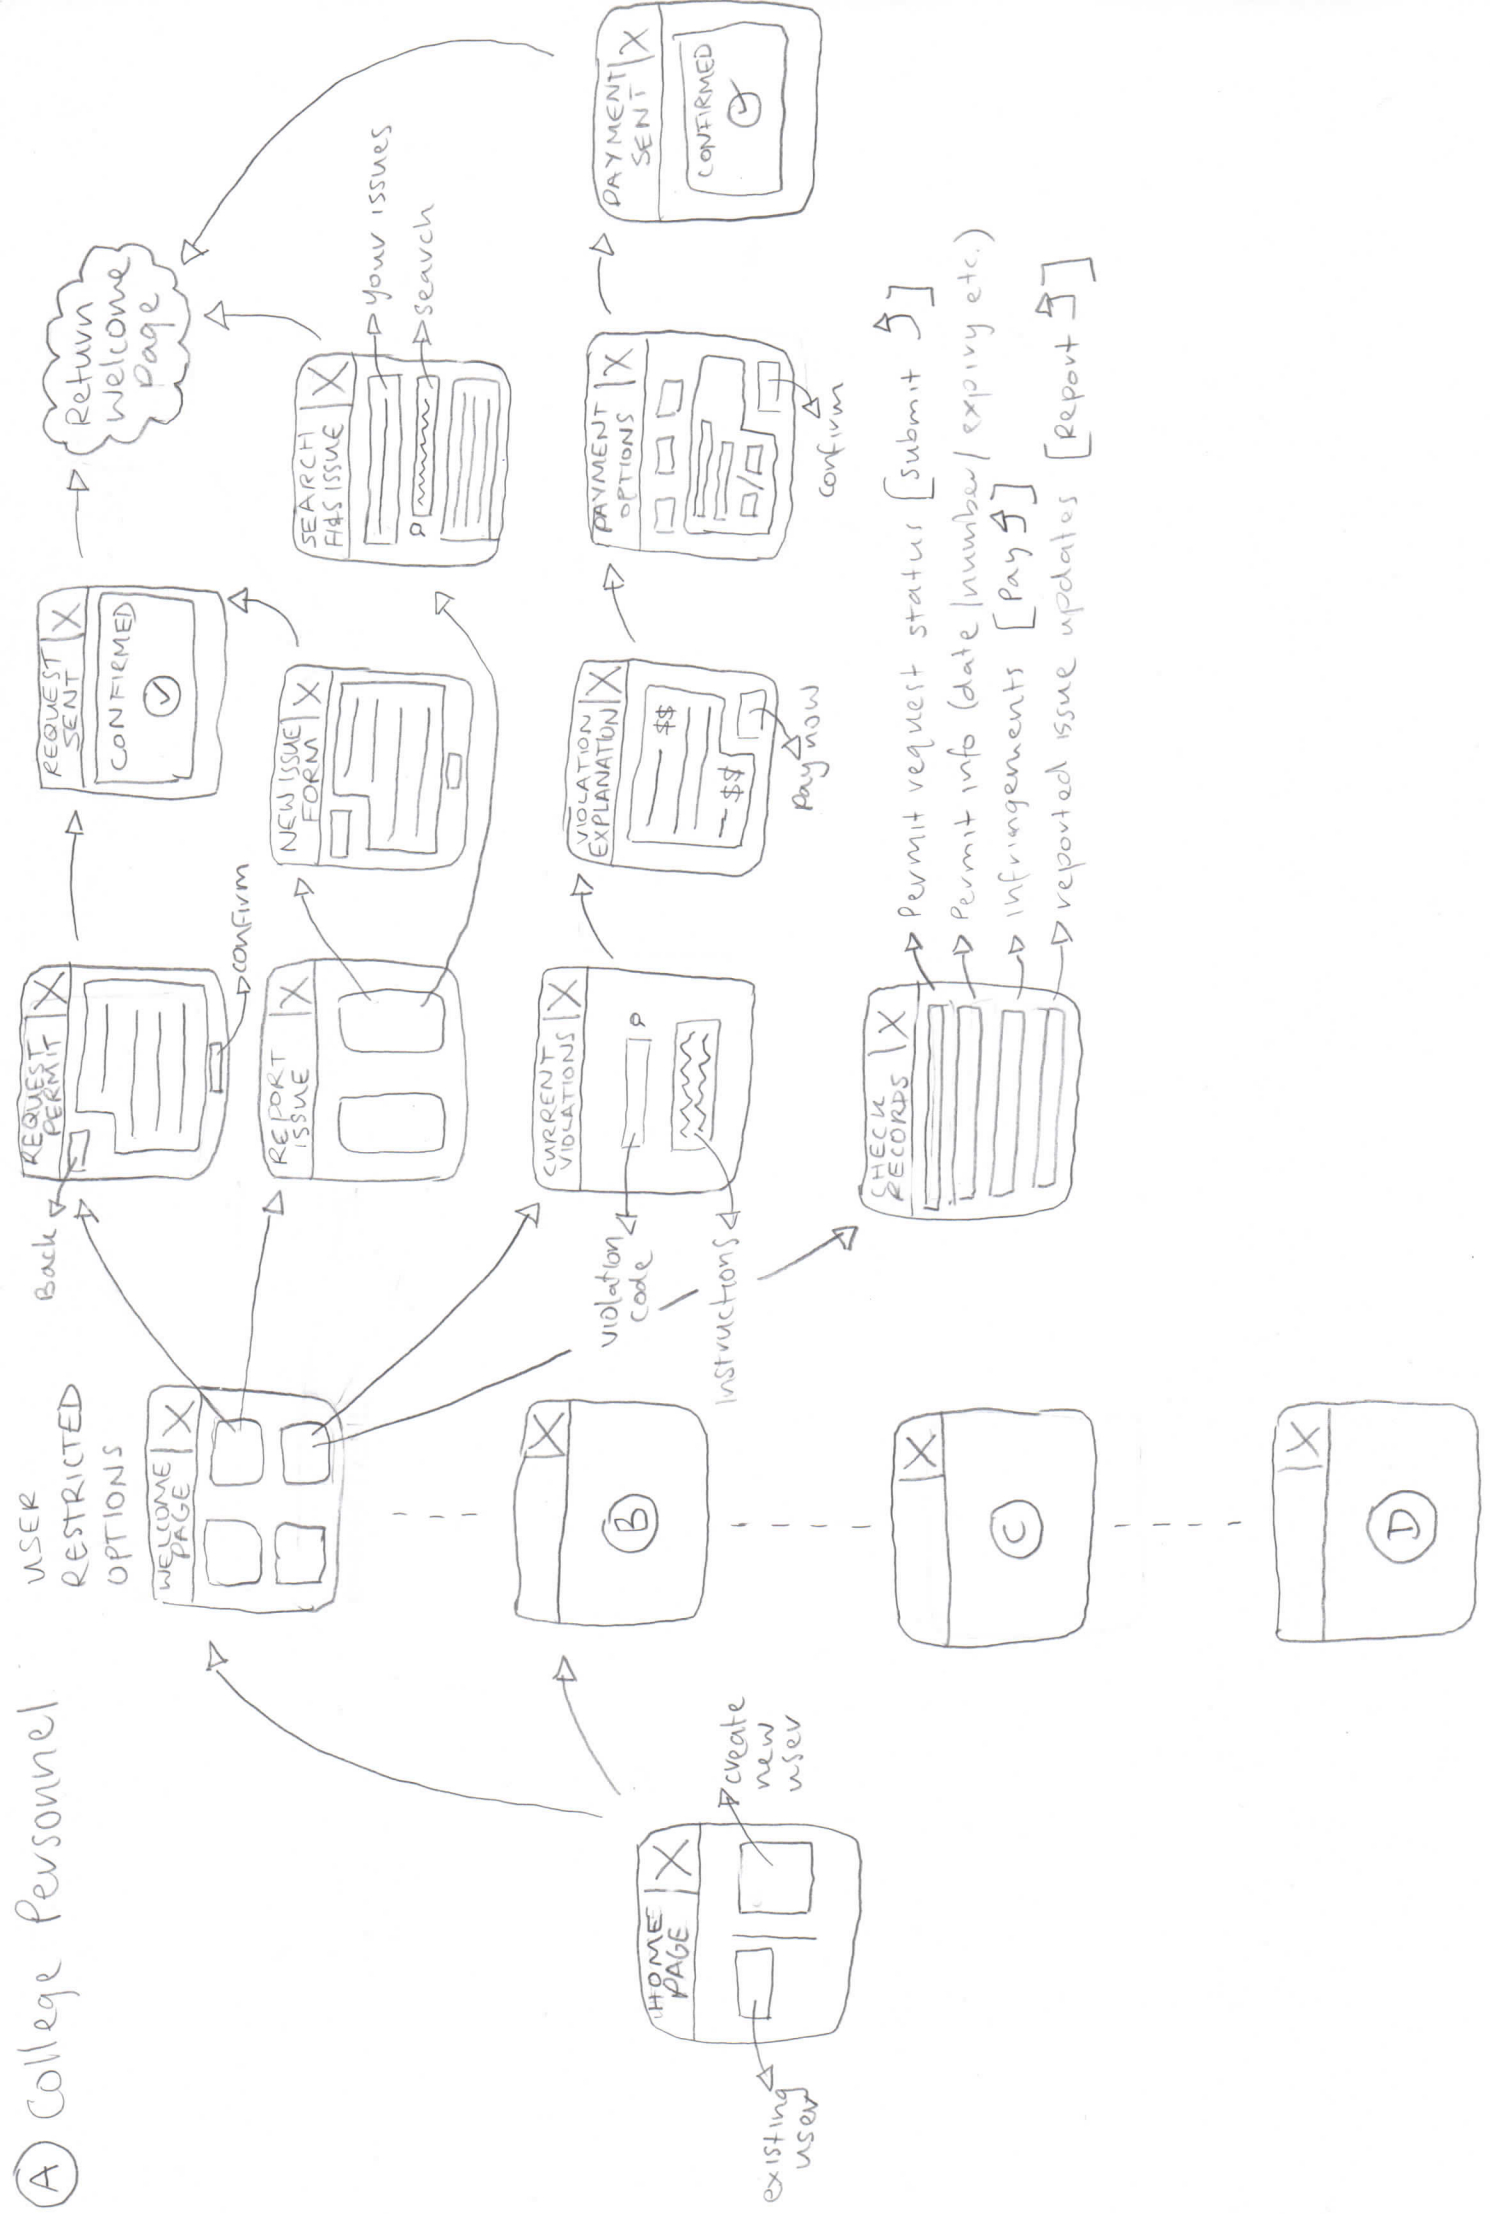 A College Personnel
USER
RESTRICTED
OPTIONS
HOME
PAGE
X
existing
user
create
new
user
WELCOME
PAGE
X
X
B
X
C
X
D
Back
REQUEST
PERMIT
X
confirm
REQUEST
SENT
X
CONFIRMED
Return
Welcome
Page
REPORT
ISSUE
X
NEW ISSUE
FORM
X
SEARCH
X
your issues
search
CURRENT
VIOLATIONS
X
violation
code
instructions
VIOLATION
EXPLANATION
X
$$
$$
Pay now
PAYMENT
OPTIONS
X
confirm
PAYMENT
SENT
X
CONFIRMED
CHECK
RECORDS
X
Permit request status [Submit ]
Permit info (date/number/expiry etc.)
infringements [Pay ]
reported issue updates [Report ]